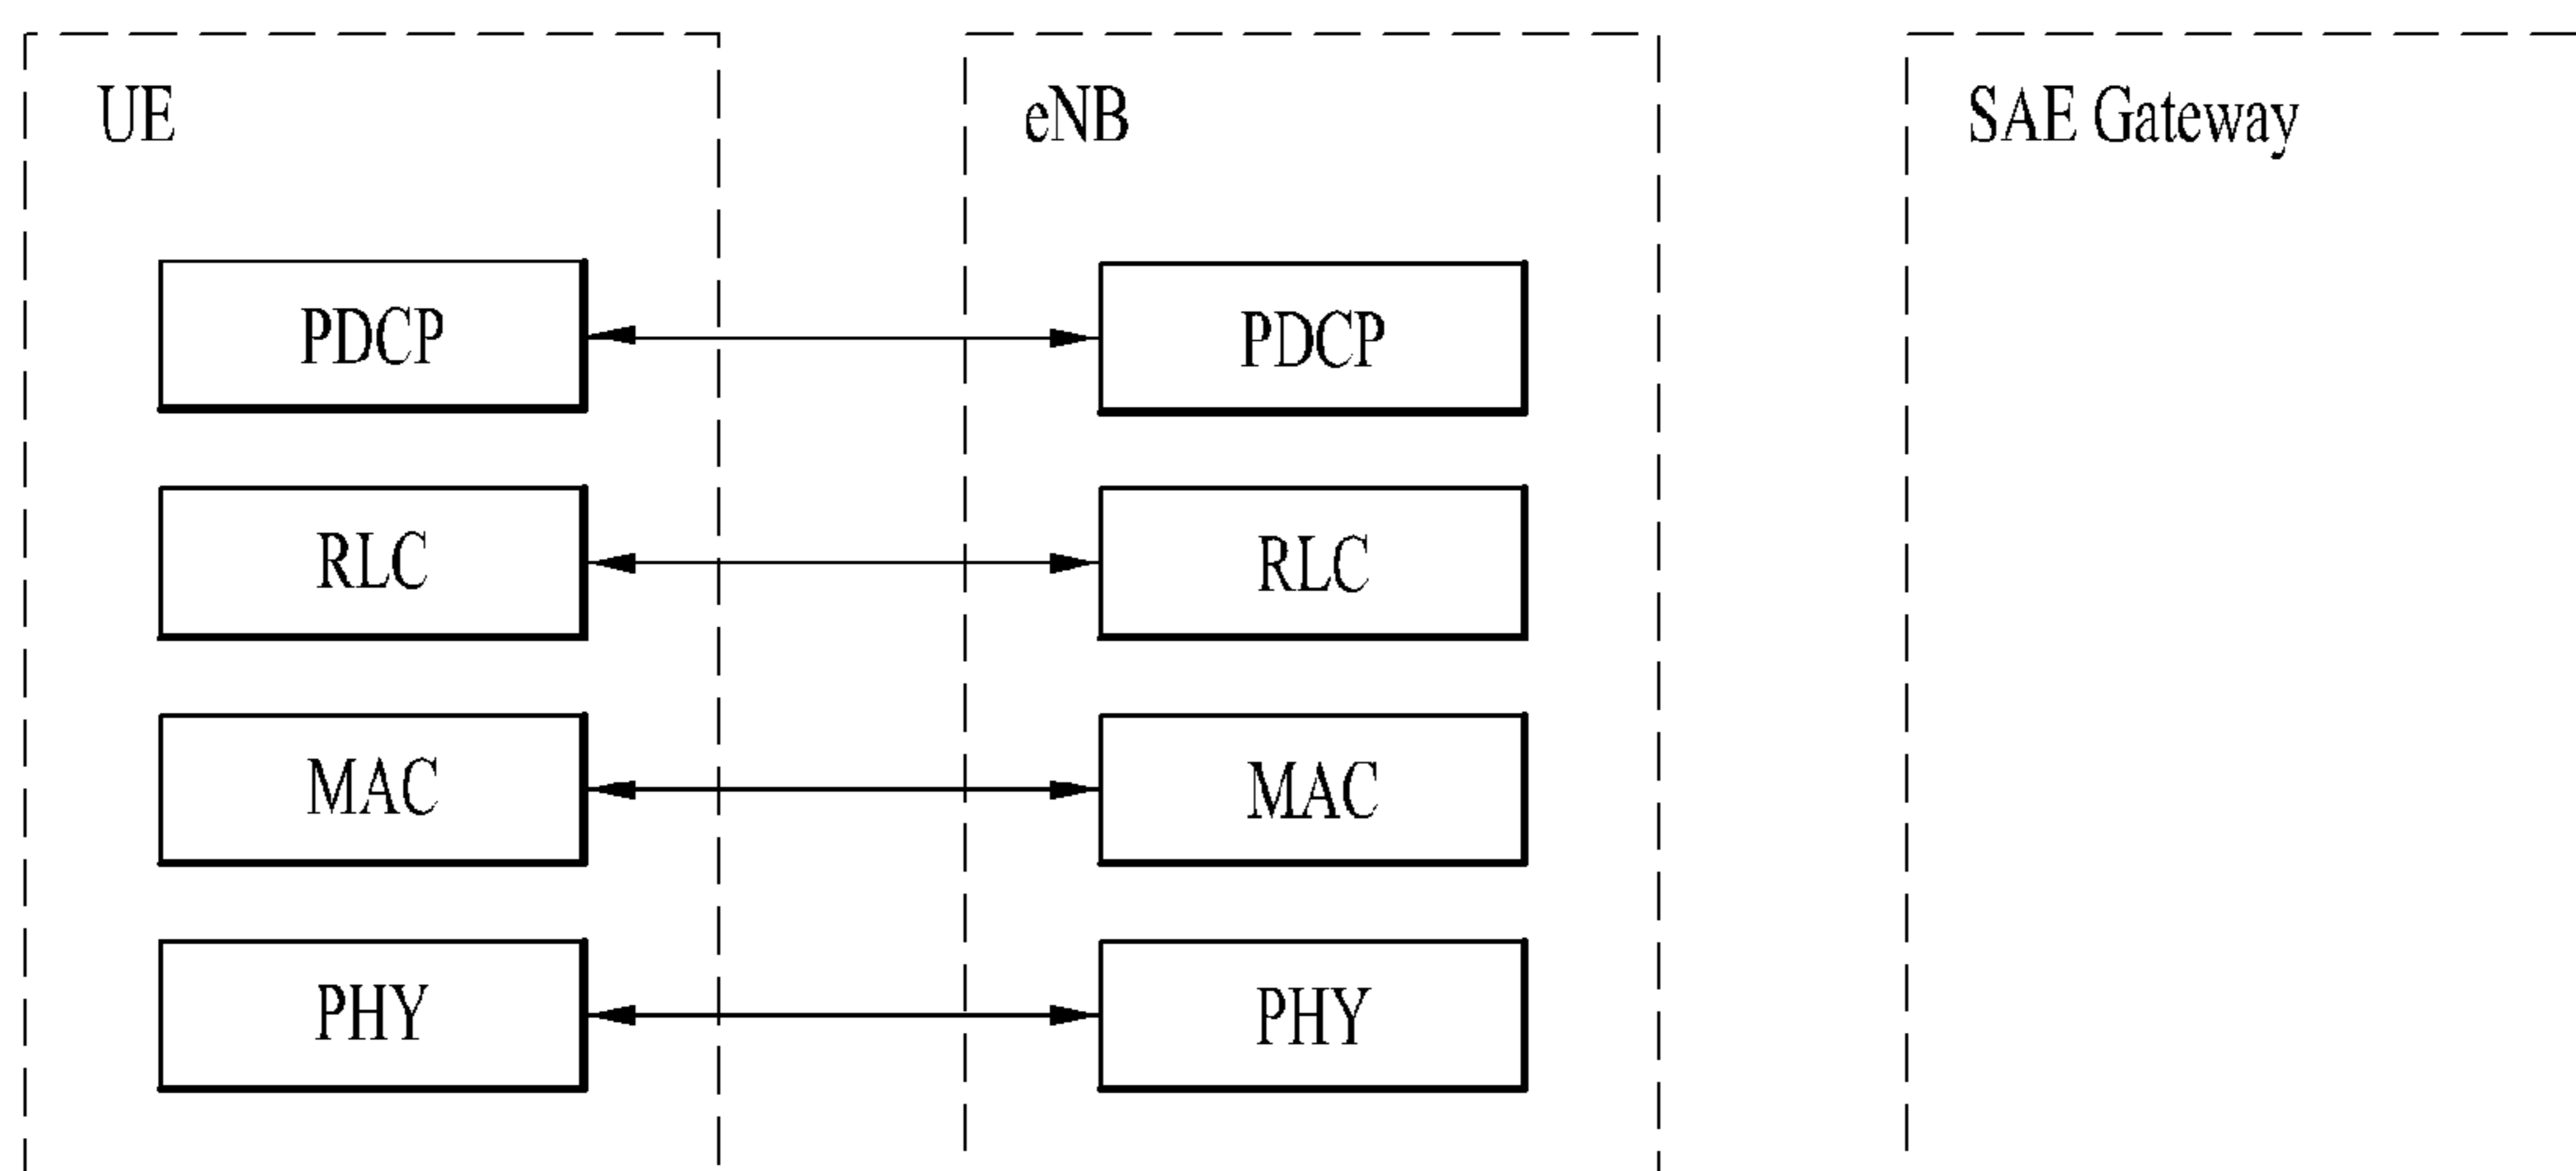 UE
eNB
SAE Gateway
PDCP
PDCP
RLC
RLC
MAC
MAC
PHY
PHY